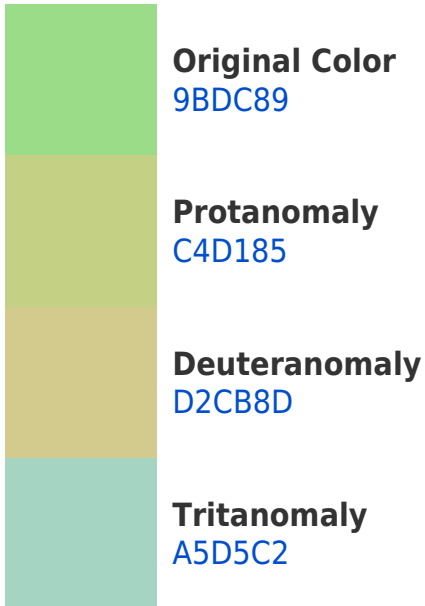 Original Color
9BDC89
Protanomaly
C4D185
Deuteranomaly
D2CB8D
Tritanomaly
A5D5C2